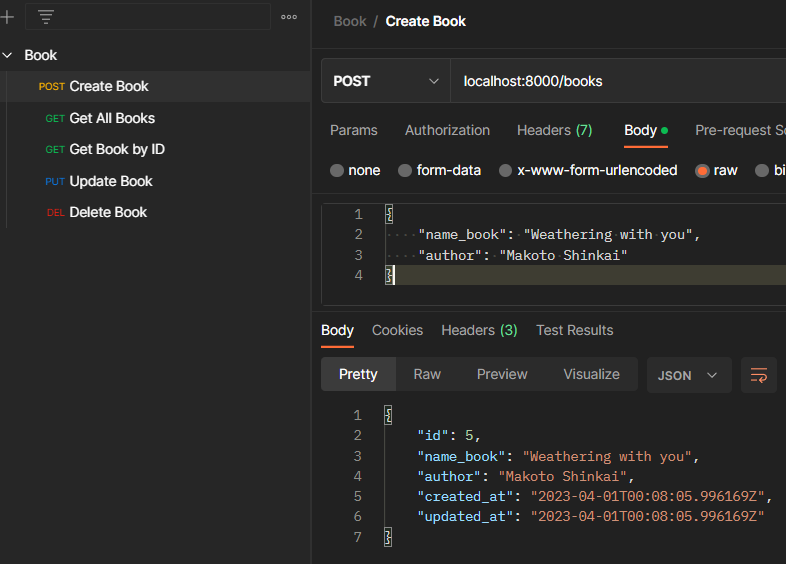 Book
POST Create Book
GET Get All Books
GET Get Book by ID
PUT Update Book
DEL Delete Book
Book / Create Book
POST localhost:8000/books
Params Authorization Headers (7) Body Pre-request Sc
none form-data x-www-form-urlencoded raw bi
1 {
2 "name_book": "Weathering with you",
3 "author": "Makoto Shinkai"
4 }
Body Cookies Headers (3) Test Results
Pretty Raw Preview Visualize JSON
1 {
2 "id": 5,
3 "name_book": "Weathering with you",
4 "author": "Makoto Shinkai",
5 "created_at": "2023-04-01T00:08:05.996169Z",
6 "updated_at": "2023-04-01T00:08:05.996169Z"
7 }